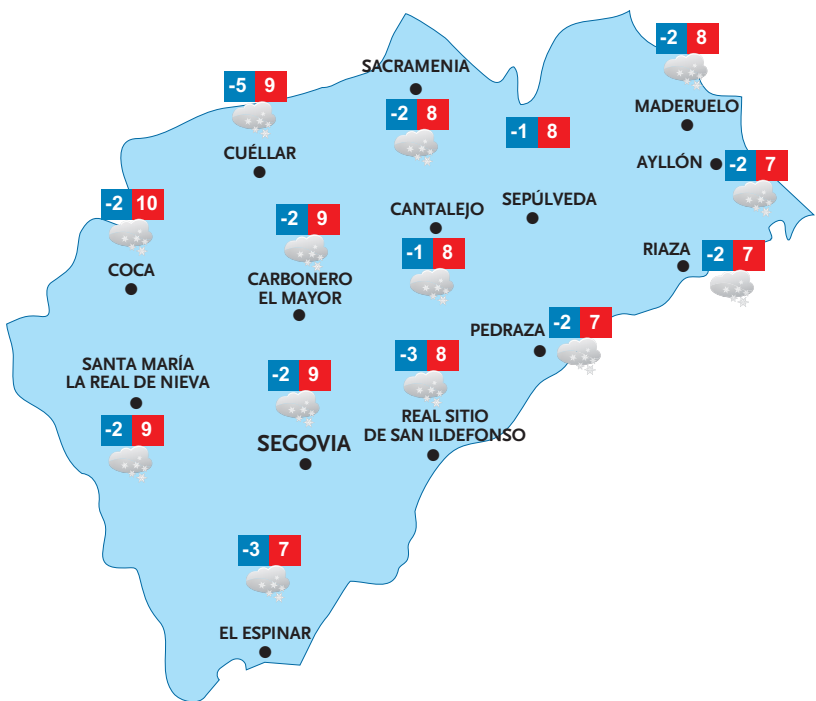 -2 8
MADERUELO
SACRAMENIA
-2 8
-5 9
CUÉLLAR
-1 8
SEPÚLVEDA
AYLLÓN
-2 7
-2 10
COCA
-2 9
CARBONERO
EL MAYOR
CANTALEJO
-1 8
RIAZA
-2 7
PEDRAZA
-2 7
SANTA MARÍA
LA REAL DE NIEVA
-2 9
-2 9
SEGOVIA
-3 8
REAL SITIO
DE SAN ILDEFONSO
-3 7
EL ESPINAR